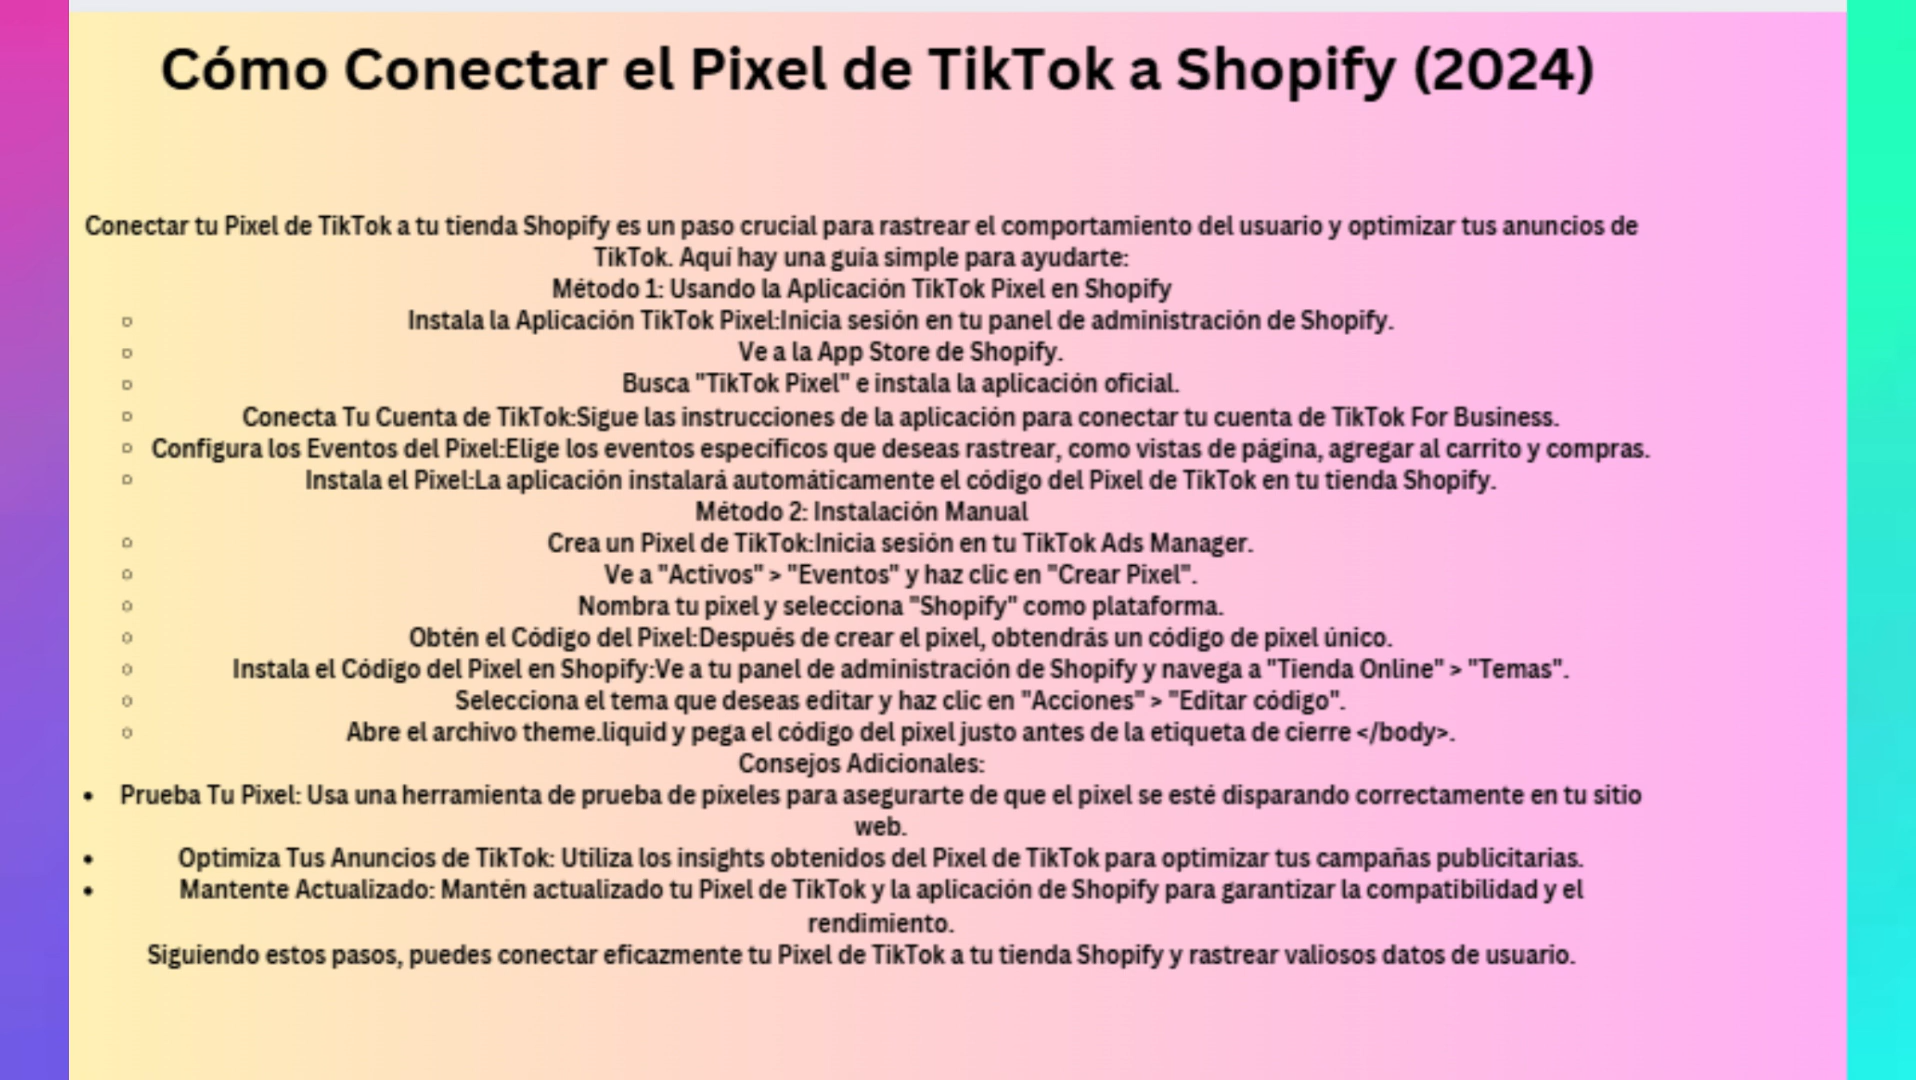 Cómo Conectar el Pixel de TikTok a Shopify (2024)
Conectar tu Pixel de TikTok a tu tienda Shopify es un paso crucial para rastrear el comportamiento del usuario y optimizar tus anuncios de
TikTok. Aquí hay una guía simple para ayudarte:
Método 1: Usando la Aplicación TikTok Pixel en Shopify
Instala la Aplicación TikTok Pixel:Inicia sesión en tu panel de administración de Shopify.
Ve a la App Store de Shopify.
Busca "TikTok Pixel" e instala la aplicación oficial.
Conecta Tu Cuenta de TikTok:Sigue las instrucciones de la aplicación para conectar tu cuenta de TikTok For Business.
Configura los Eventos del Pixel:Elige los eventos específicos que deseas rastrear, como vistas de página, agregar al carrito y compras.
Instala el Pixel:La aplicación instalará automáticamente el código del Pixel de TikTok en tu tienda Shopify.
Método 2: Instalación Manual
Crea un Pixel de TikTok:Inicia sesión en tu TikTok Ads Manager.
Ve a "Activos" > "Eventos" y haz clic en "Crear Pixel".
Nombra tu pixel y selecciona "Shopify" como plataforma.
Obtén el Código del Pixel:Después de crear el pixel, obtendrás un código de pixel único.
Instala el Código del Pixel en Shopify:Ve a tu panel de administración de Shopify y navega a "Tienda Online" > "Temas".
Selecciona el tema que deseas editar y haz clic en "Acciones" > "Editar código".
Abre el archivo theme.liquid y pega el código del pixel justo antes de la etiqueta de cierre </body>.
Consejos Adicionales:
Prueba Tu Pixel: Usa una herramienta de prueba de píxeles para asegurarte de que el pixel se esté disparando correctamente en tu sitio
web.
Optimiza Tus Anuncios de TikTok: Utiliza los insights obtenidos del Pixel de TikTok para optimizar tus campañas publicitarias.
Mantente Actualizado: Mantén actualizado tu Pixel de TikTok y la aplicación de Shopify para garantizar la compatibilidad y el
rendimiento.
Siguiendo estos pasos, puedes conectar eficazmente tu Pixel de TikTok a tu tienda Shopify y rastrear valiosos datos de usuario.